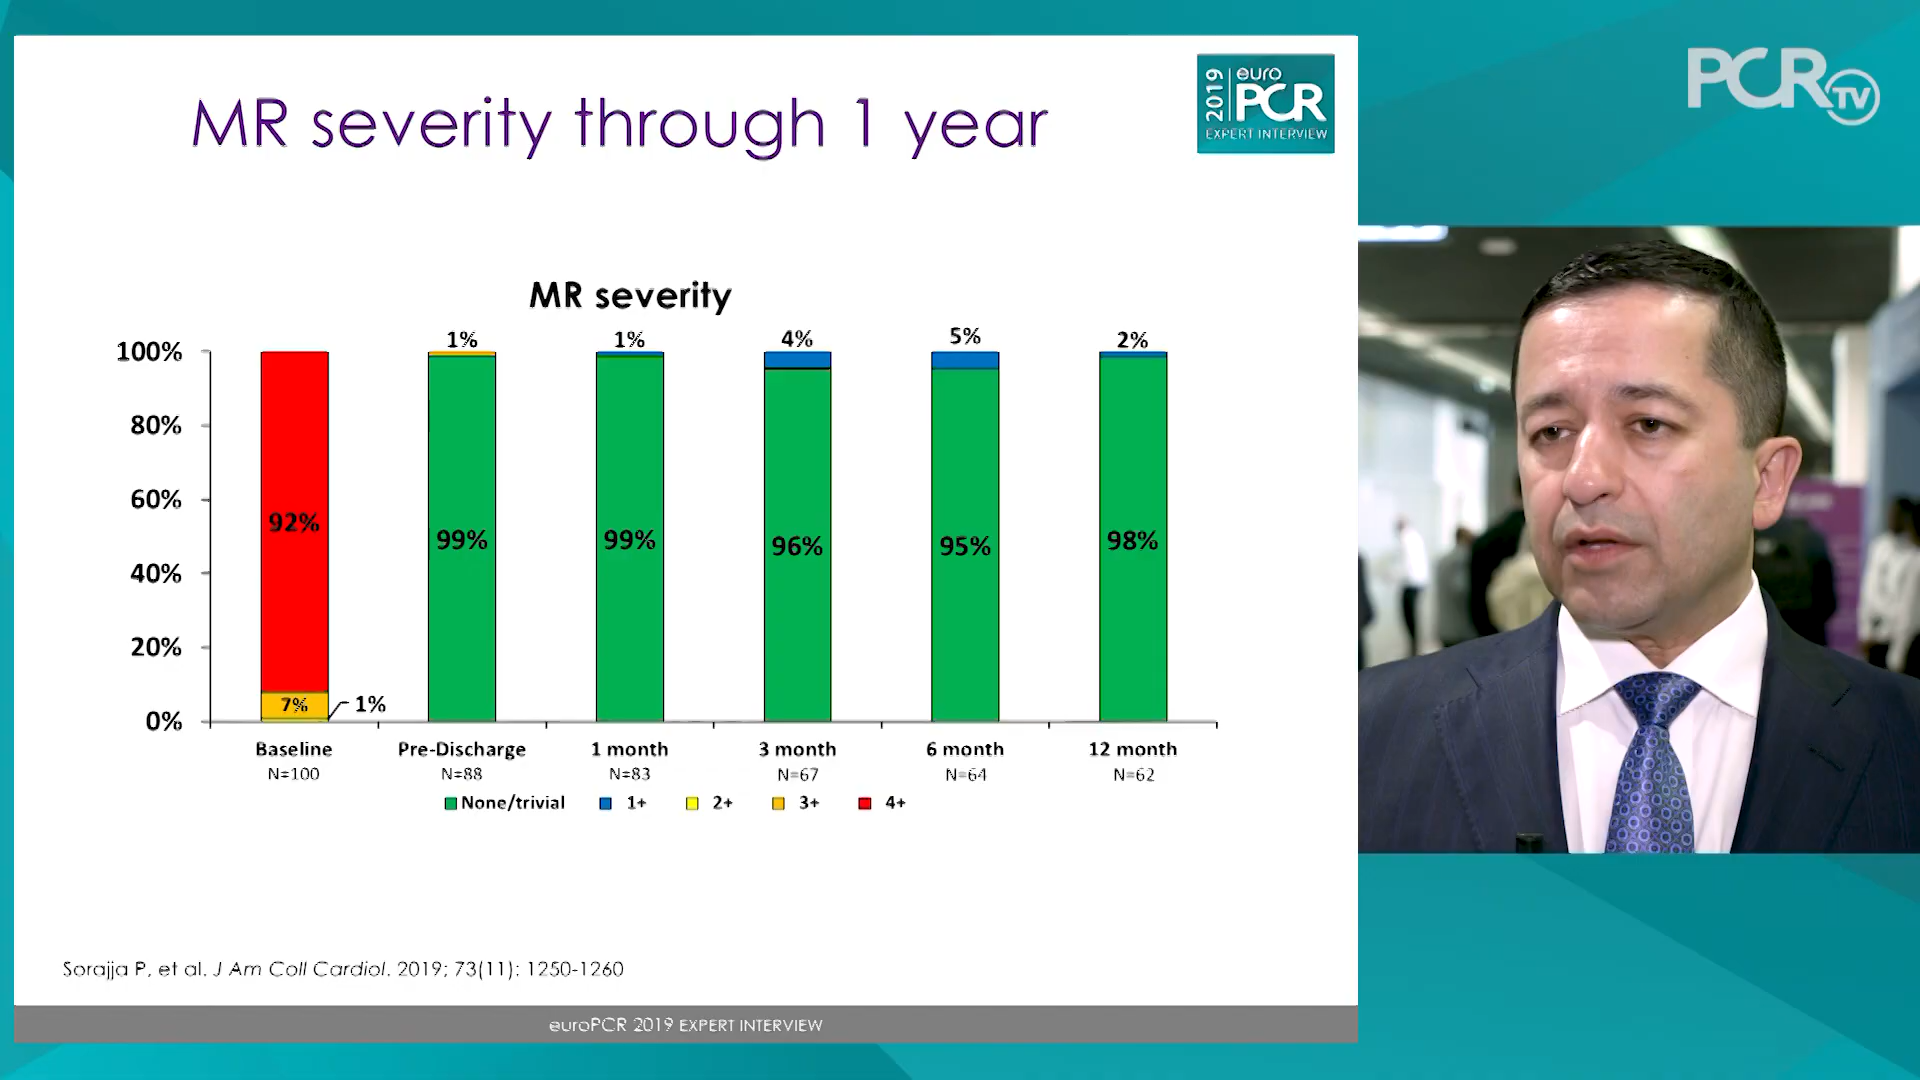 MR severity through 1 year
2019 euro PCR
EXPERT INTERVIEW
PCR TV
MR severity
1% 1% 4% 5% 2%
100%
80%
60%
40%
20%
0%
92% 99% 99% 96% 95% 98%
7% 1%
Baseline Pre-Discharge 1 month 3 month 6 month 12 month
N=100 N=88 N=83 N=67 N=64 N=62
None/trivial 1+ 2+ 3+ 4+
Sorajja P, et al. J Am Coll Cardiol. 2019; 73(11): 1250-1260
euroPCR 2019 EXPERT INTERVIEW